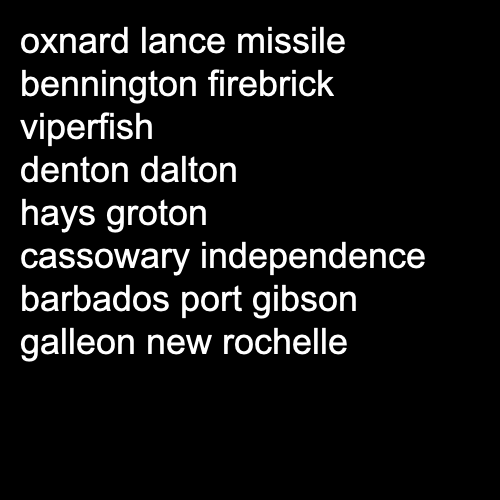 oxnard lance missile
bennington firebrick
viperfish
denton dalton
hays groton
cassowary independence
barbados port gibson
galleon new rochelle